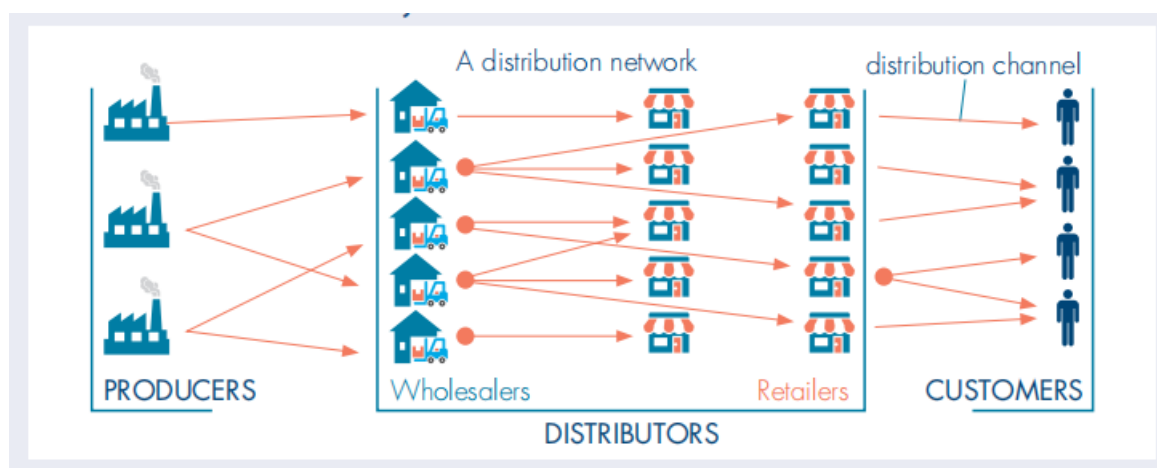 A distribution network
distribution channel
PRODUCERS
Wholesalers
Retailers
CUSTOMERS
DISTRIBUTORS